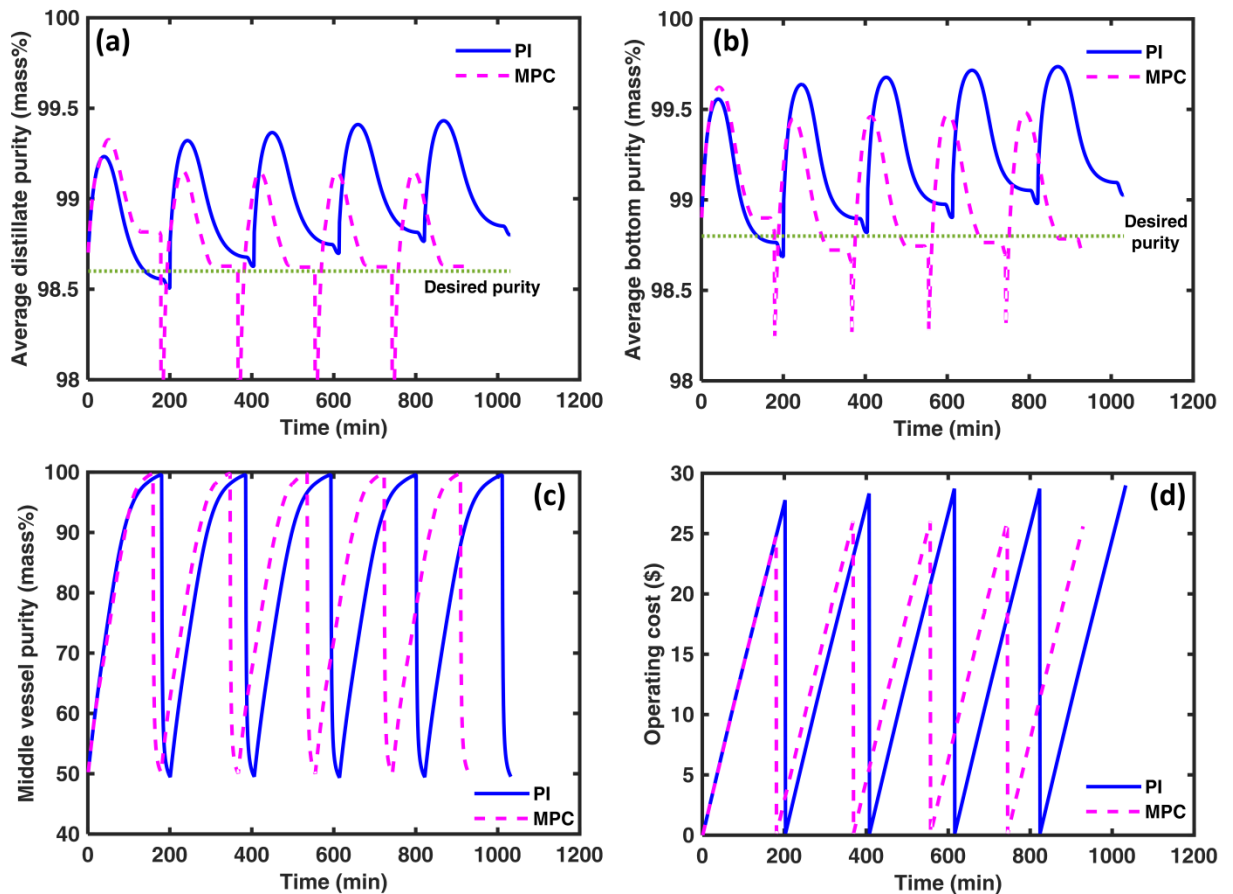 (a)
PI
MPC
Desired purity
100
99.5
99
98.5
98
0
200
400
600
800
1000
1200
Average distillate purity (mass%)
Time (min)
(b)
PI
MPC
Desired
purity
100
99.5
99
98.5
98
0
200
400
600
800
1000
1200
Average bottom purity (mass%)
Time (min)
(c)
PI
MPC
100
90
80
70
60
50
40
0
200
400
600
800
1000
1200
Middle vessel purity (mass%)
Time (min)
(d)
PI
MPC
30
25
20
15
10
5
0
0
200
400
600
800
1000
1200
Operating cost ($)
Time (min)